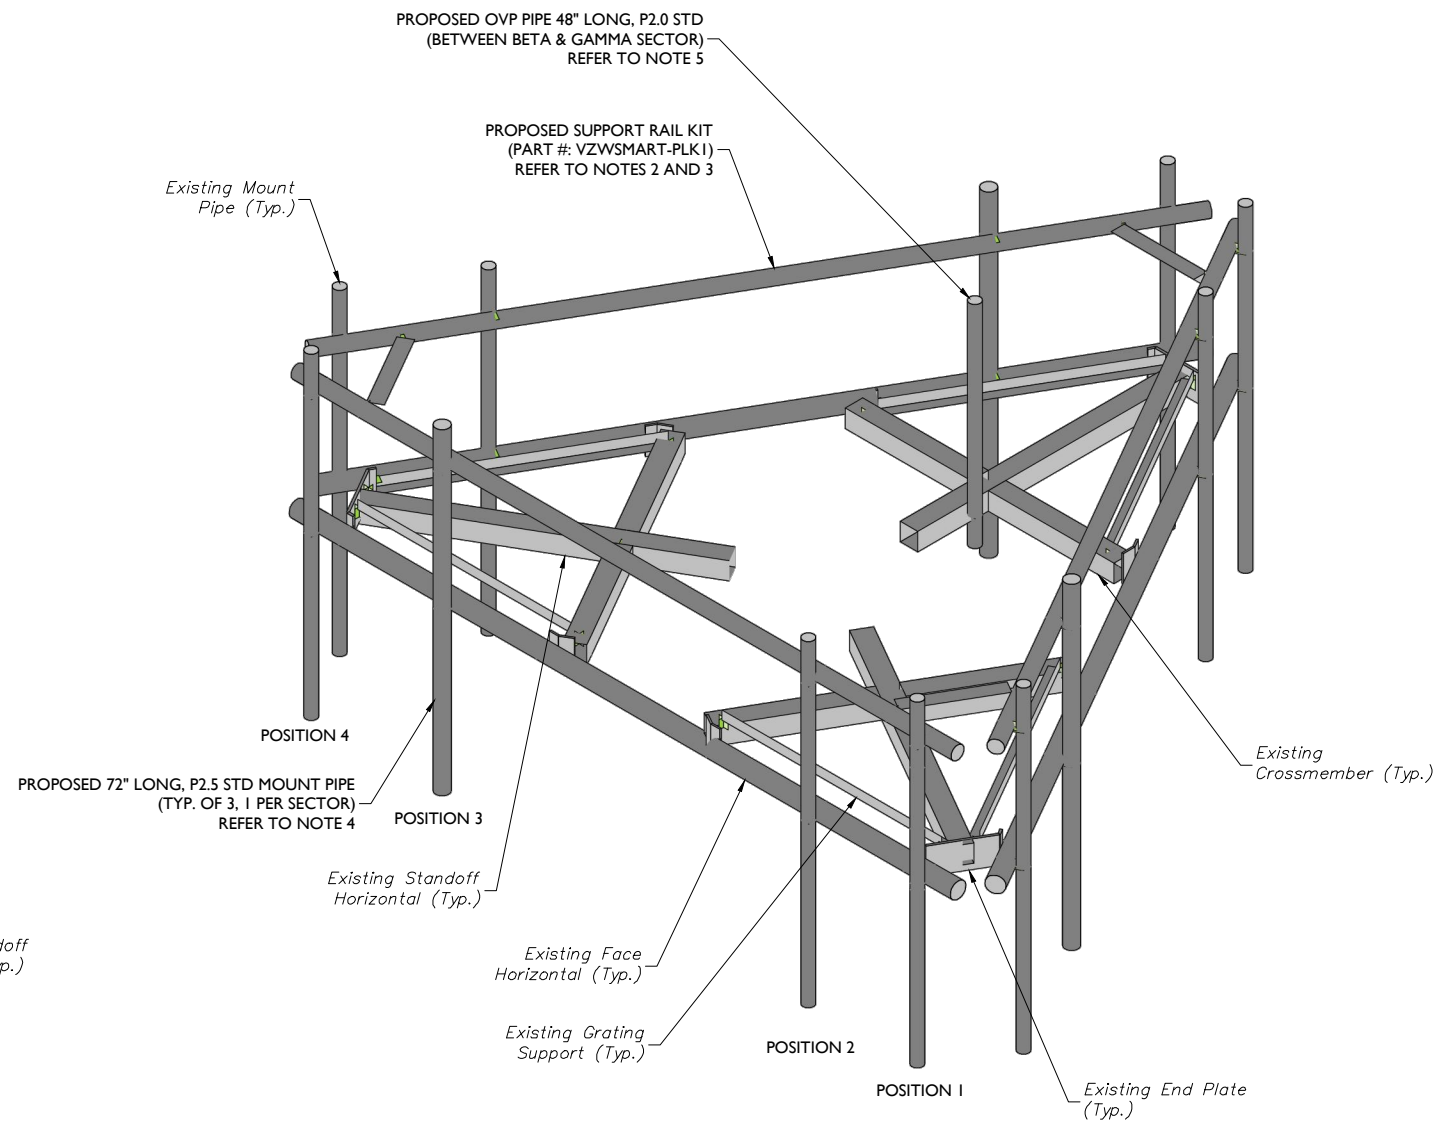 PROPOSED OVP PIPE 48" LONG, P2.0 STD
(BETWEEN BETA & GAMMA SECTOR)
REFER TO NOTE 5
PROPOSED SUPPORT RAIL KIT
(PART #: VZWSMART-PLK1)
REFER TO NOTES 2 AND 3
Existing Mount
Pipe (Typ.)
POSITION 4
PROPOSED 72" LONG, P2.5 STD MOUNT PIPE
(TYP. OF 3, 1 PER SECTOR)
REFER TO NOTE 4
POSITION 3
Existing
Crossmember (Typ.)
Existing Standoff
Horizontal (Typ.)
Existing Face
Horizontal (Typ.)
Existing Grating
Support (Typ.)
POSITION 2
POSITION 1
Existing End Plate
(Typ.)